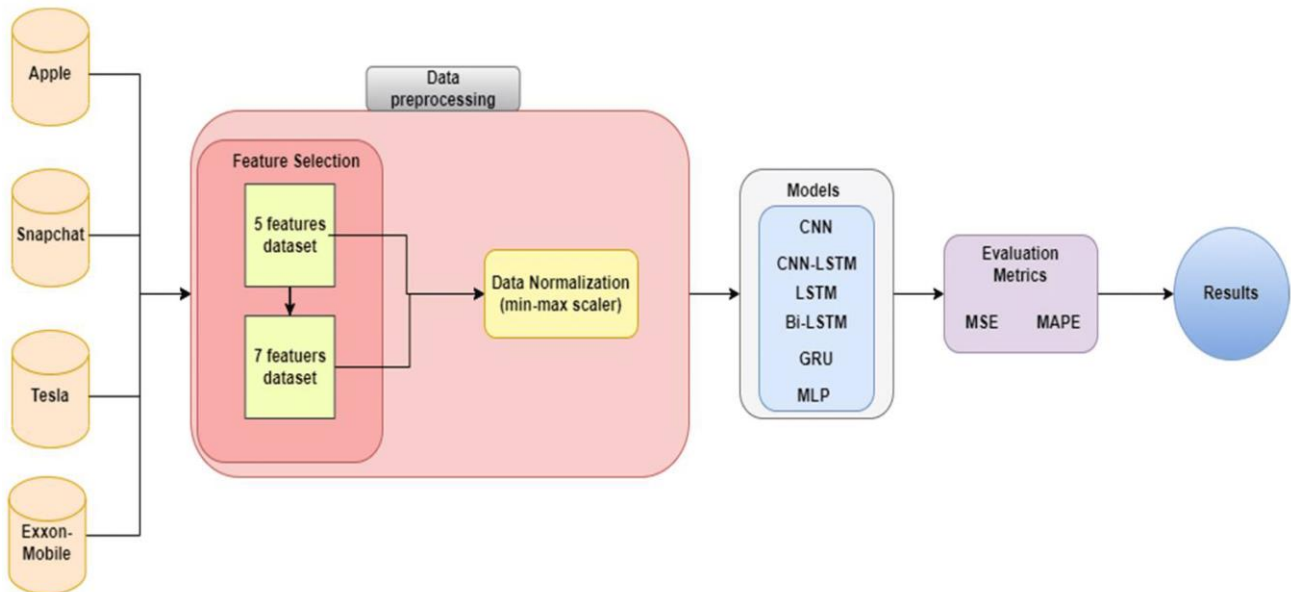 Apple
Snapchat
Tesla
Exxon-
Mobile
Data
preprocessing
Feature Selection
5 features
dataset
7 featuers
dataset
Data Normalization
(min-max scaler)
Models
CNN
CNN-LSTM
LSTM
Bi-LSTM
GRU
MLP
Evaluation
Metrics
MSE MAPE
Results